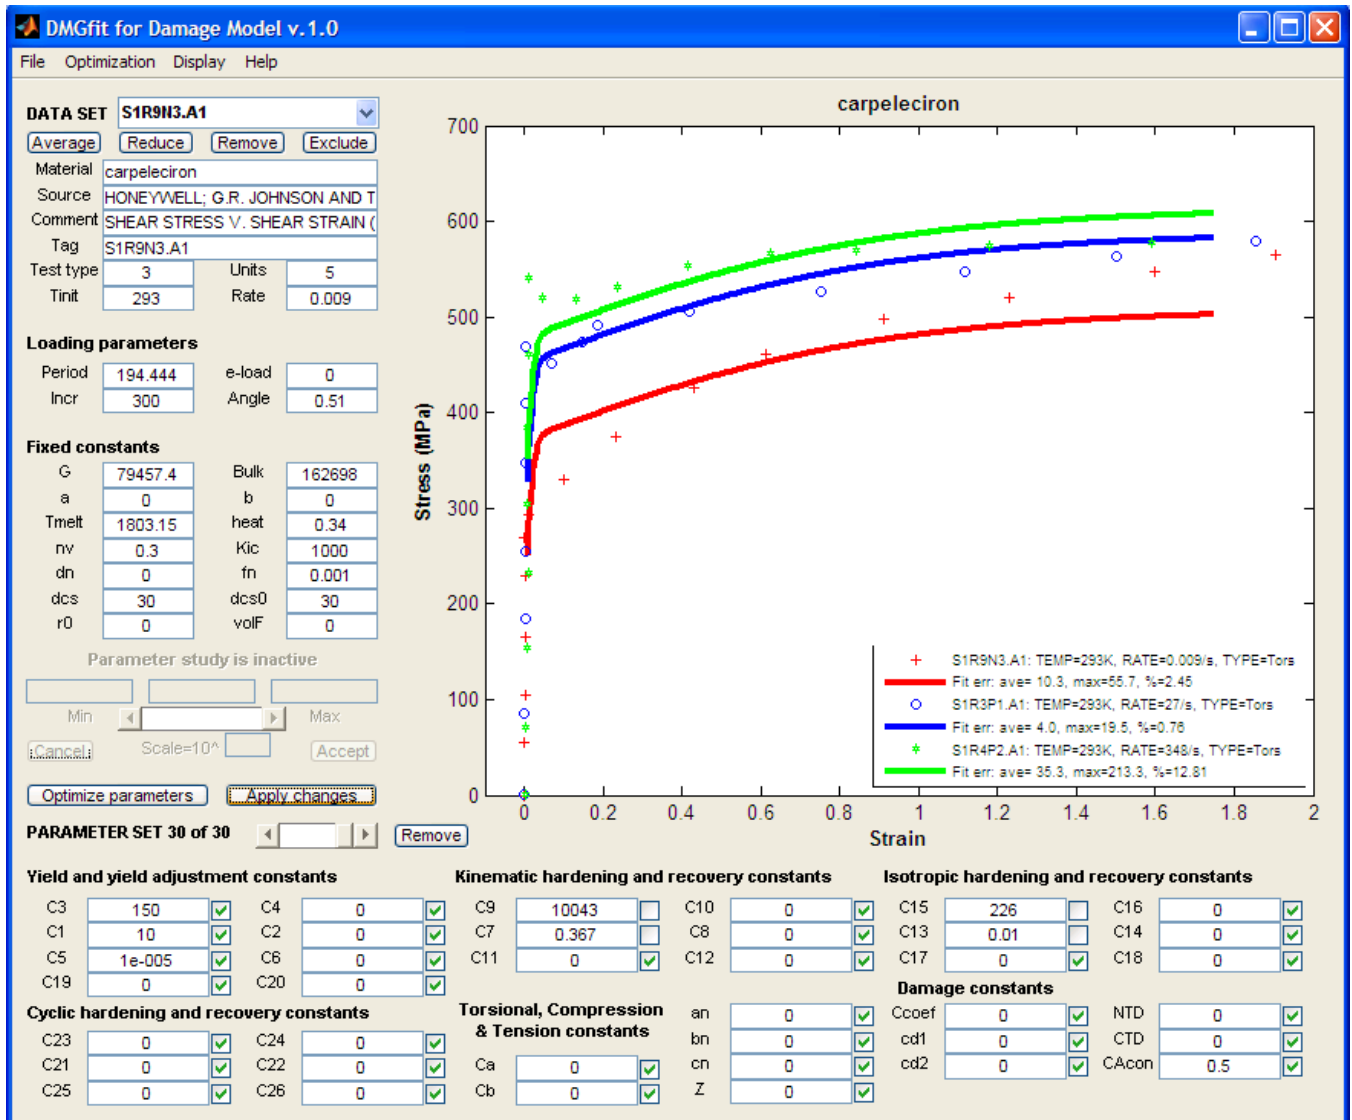 DMGfit for Damage Model v.1.0
File Optimization Display Help
DATA SET S1R9N3.A1
Average Reduce Remove Exclude
Material carpeleciron
Source HONEYWELL; G.R. JOHNSON AND T
Comment SHEAR STRESS V. SHEAR STRAIN (
Tag S1R9N3.A1
Test type 3 Units 5
Tinit 293 Rate 0.009
Loading parameters
Period 194.444 e-load 0
Incr 300 Angle 0.51
Fixed constants
G 79457.4 Bulk 162698
a 0 b 0
Tmelt 1803.15 heat 0.34
nv 0.3 Kic 1000
dn 0 fn 0.001
dcs 30 dcs0 30
r0 0 volF 0
Parameter study is inactive
Min Max
Cancel Scale=10^ Accept
Optimize parameters Apply changes
PARAMETER SET 30 of 30 Remove
carpeleciron
700
600
500
400
300
200
100
0
Stress (MPa)
0 0.2 0.4 0.6 0.8 1 1.2 1.4 1.6 1.8 2
Strain
S1R9N3.A1: TEMP=293K, RATE=0.009/s, TYPE=Tors
Fit err: ave= 10.3, max=55.7, %=2.45
S1R3P1.A1: TEMP=293K, RATE=27/s, TYPE=Tors
Fit err: ave= 4.0, max=19.5, %=0.76
S1R4P2.A1: TEMP=293K, RATE=348/s, TYPE=Tors
Fit err: ave= 35.3, max=213.3, %=12.81
Yield and yield adjustment constants
C3 150 C4 0
C1 10 C2 0
C5 1e-005 C6 0
C19 0 C20 0
Cyclic hardening and recovery constants
C23 0 C24 0
C21 0 C22 0
C25 0 C26 0
Kinematic hardening and recovery constants
C9 10043 C10 0
C7 0.367 C8 0
C11 0 C12 0
Torsional, Compression
& Tension constants
Ca 0
Cb 0
an 0
bn 0
cn 0
Z 0
Isotropic hardening and recovery constants
C15 226 C16 0
C13 0.01 C14 0
C17 0 C18 0
Damage constants
Ccoef 0 NTD 0
cd1 0 CTD 0
cd2 0 CAcon 0.5